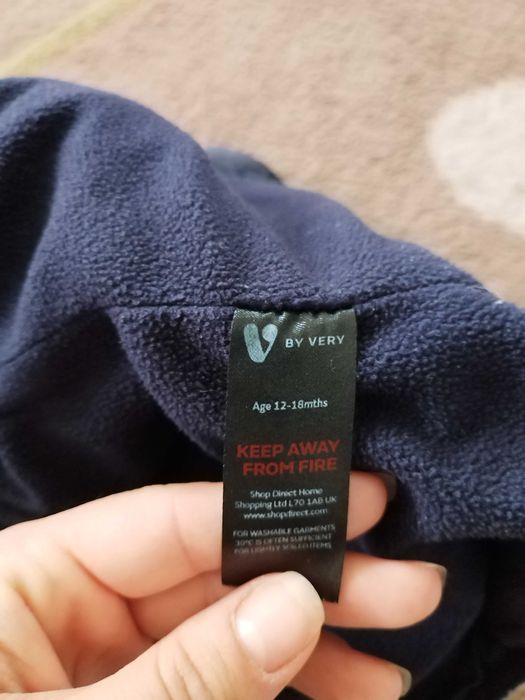 V BY VERY
Age 12-18mths
KEEP AWAY
FROM FIRE
Shop Direct Home
Shopping Ltd L70 1AB UK
www.shopdirect.com
FOR WASHABLE GARMENTS
30°C IS OFTEN SUFFICIENT
FOR LIGHTLY SOILED ITEMS